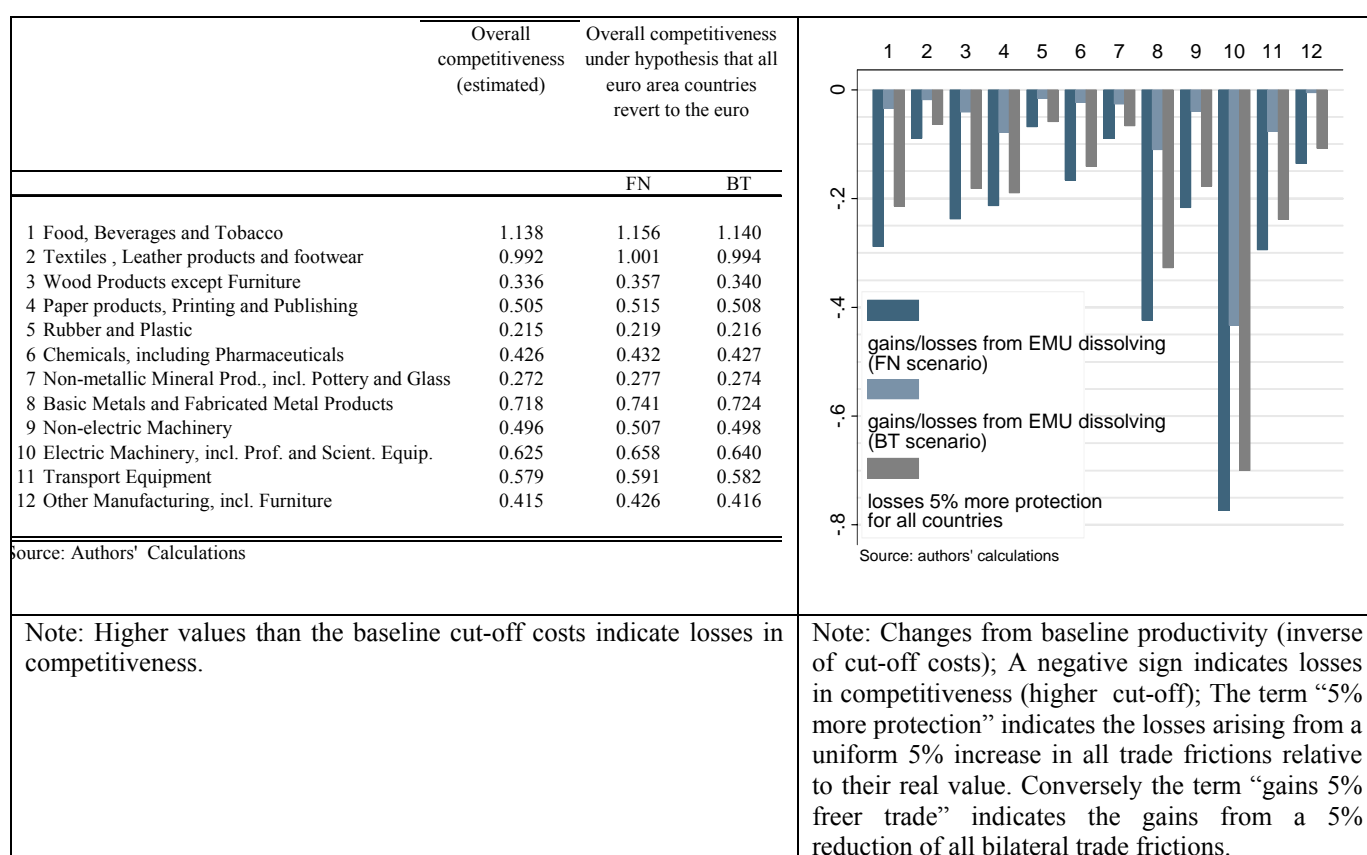 Overall competitiveness (estimated)
Overall competitiveness under hypothesis that all euro area countries revert to the euro
FN BT
1 Food, Beverages and Tobacco 1.138 1.156 1.140
2 Textiles , Leather products and footwear 0.992 1.001 0.994
3 Wood Products except Furniture 0.336 0.357 0.340
4 Paper products, Printing and Publishing 0.505 0.515 0.508
5 Rubber and Plastic 0.215 0.219 0.216
6 Chemicals, including Pharmaceuticals 0.426 0.432 0.427
7 Non-metallic Mineral Prod., incl. Pottery and Glass 0.272 0.277 0.274
8 Basic Metals and Fabricated Metal Products 0.718 0.741 0.724
9 Non-electric Machinery 0.496 0.507 0.498
10 Electric Machinery, incl. Prof. and Scient. Equip. 0.625 0.658 0.640
11 Transport Equipment 0.579 0.591 0.582
12 Other Manufacturing, incl. Furniture 0.415 0.426 0.416
Source: Authors' Calculations
1 2 3 4 5 6 7 8 9 10 11 12
0
-.2
-.4
-.6
-.8
gains/losses from EMU dissolving
(FN scenario)
gains/losses from EMU dissolving
(BT scenario)
losses 5% more protection
for all countries
Source: authors' calculations
Note: Higher values than the baseline cut-off costs indicate losses in
competitiveness.
Note: Changes from baseline productivity (inverse
of cut-off costs); A negative sign indicates losses
in competitiveness (higher cut-off); The term “5%
more protection” indicates the losses arising from a
uniform 5% increase in all trade frictions relative
to their real value. Conversely the term “gains 5%
freer trade” indicates the gains from a 5%
reduction of all bilateral trade frictions.